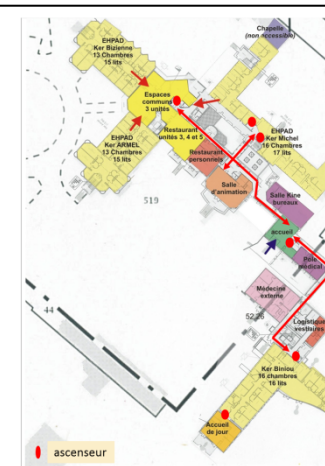 Chapelle
(non accessible)
EHPAD
Ker Bizienne
13 Chambres
15 lits
Espaces
communs
3 unités
EHPAD
Ker ARMEL
13 Chambres
15 lits
Restaurant
unités 3, 4 et 5
EHPAD
Ker Michel
16 Chambres
17 lits
Restaurant
personnels
Salle
d'animation
519
Salle Kiné
bureaux
accueil
Pôle
médical
Médecine
externe
44
Logistique
vestiaires
Ker Biniou
16 chambres
16 lits
Accueil
de jour
ascenseur